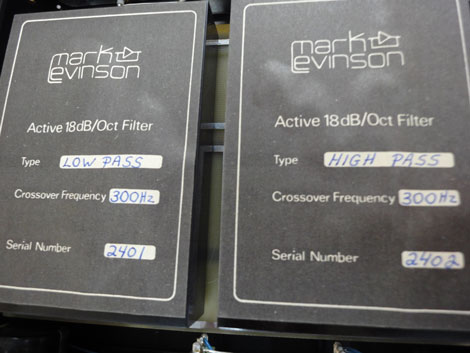 mark
Levinson
Active 18dB/Oct Filter
Type LOW PASS
Crossover Frequency 300Hz
Serial Number 2401
mark
Levinson
Active 18dB/Oct Filter
Type HIGH PASS
Crossover Frequency 300Hz
Serial Number 2402